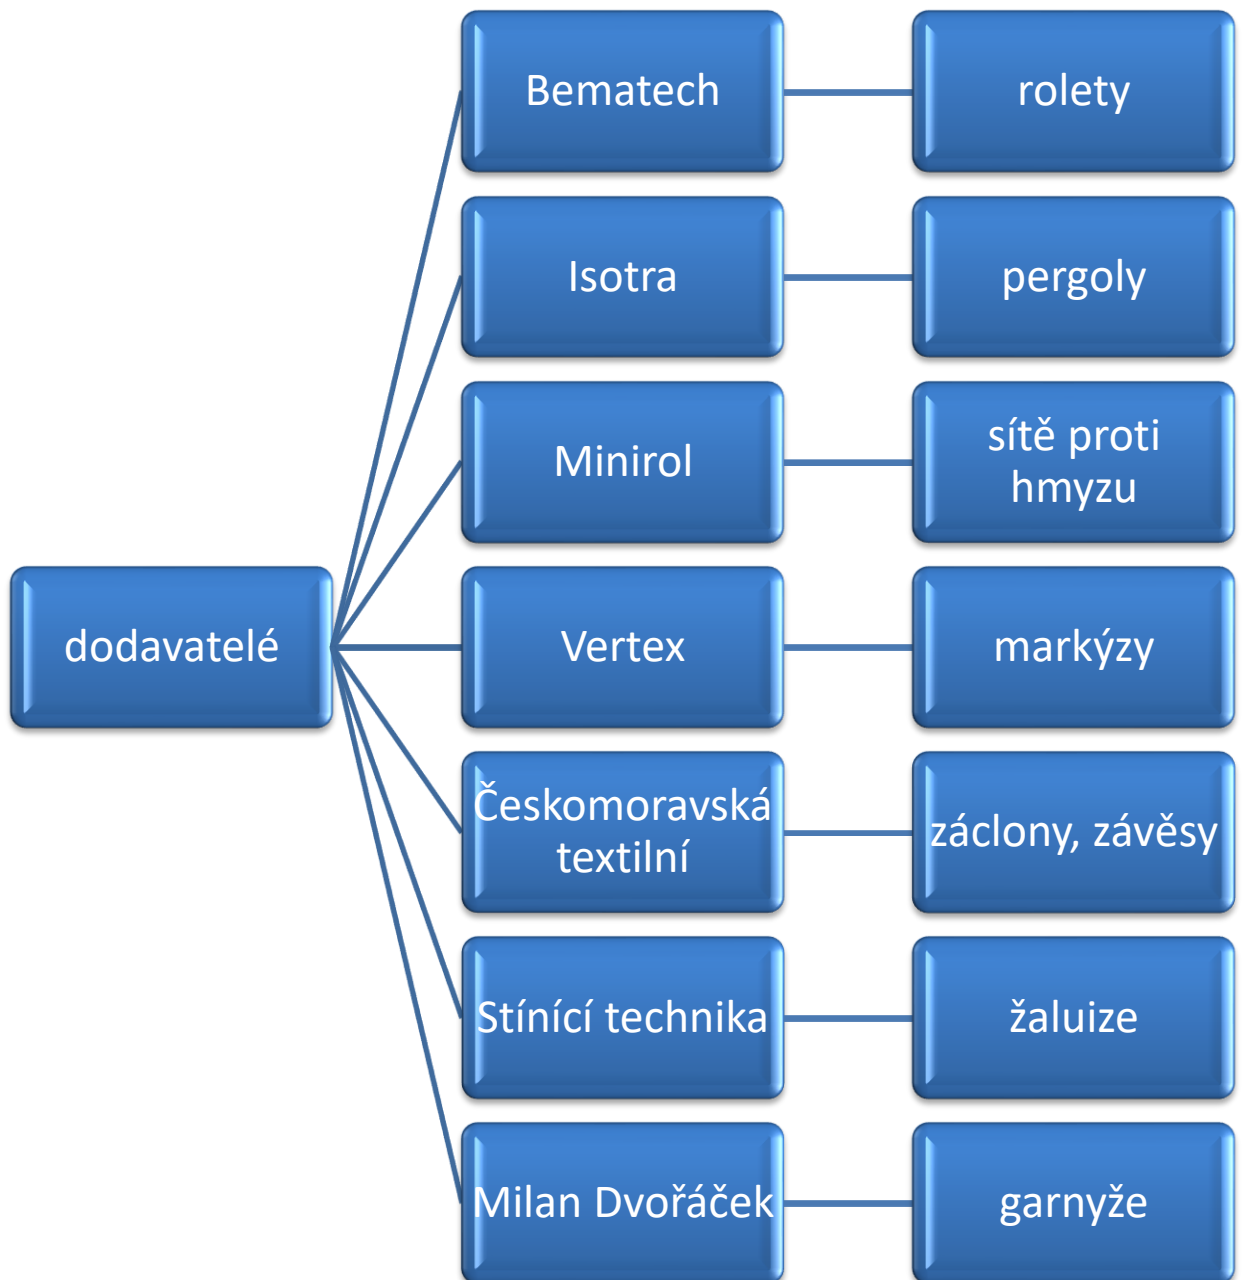 Bematech
rolety
Isotra
pergoly
Minirol
sítě proti
hmyzu
dodavatelé
Vertex
markýzy
Českomoravská
textilní
záclony, závěsy
Stínící technika
žaluize
Milan Dvořáček
garnyže